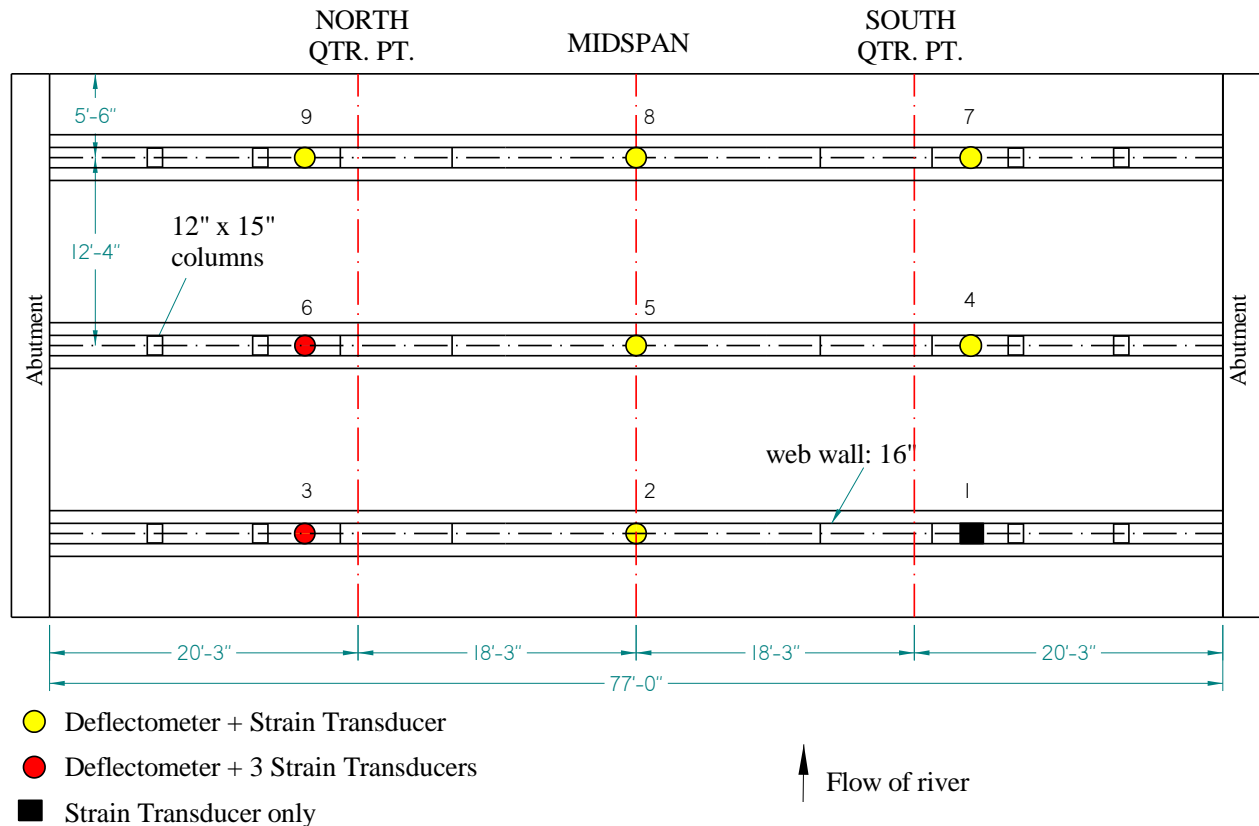 NORTH
QTR. PT.
MIDSPAN
SOUTH
QTR. PT.
5'-6"
9
8
7
12" x 15"
columns
12'-4"
6
5
4
Abutment
Abutment
web wall: 16"
3
2
1
20'-3"
18'-3"
18'-3"
20'-3"
77'-0"
Deflectometer + Strain Transducer
Deflectometer + 3 Strain Transducers
Flow of river
Strain Transducer only